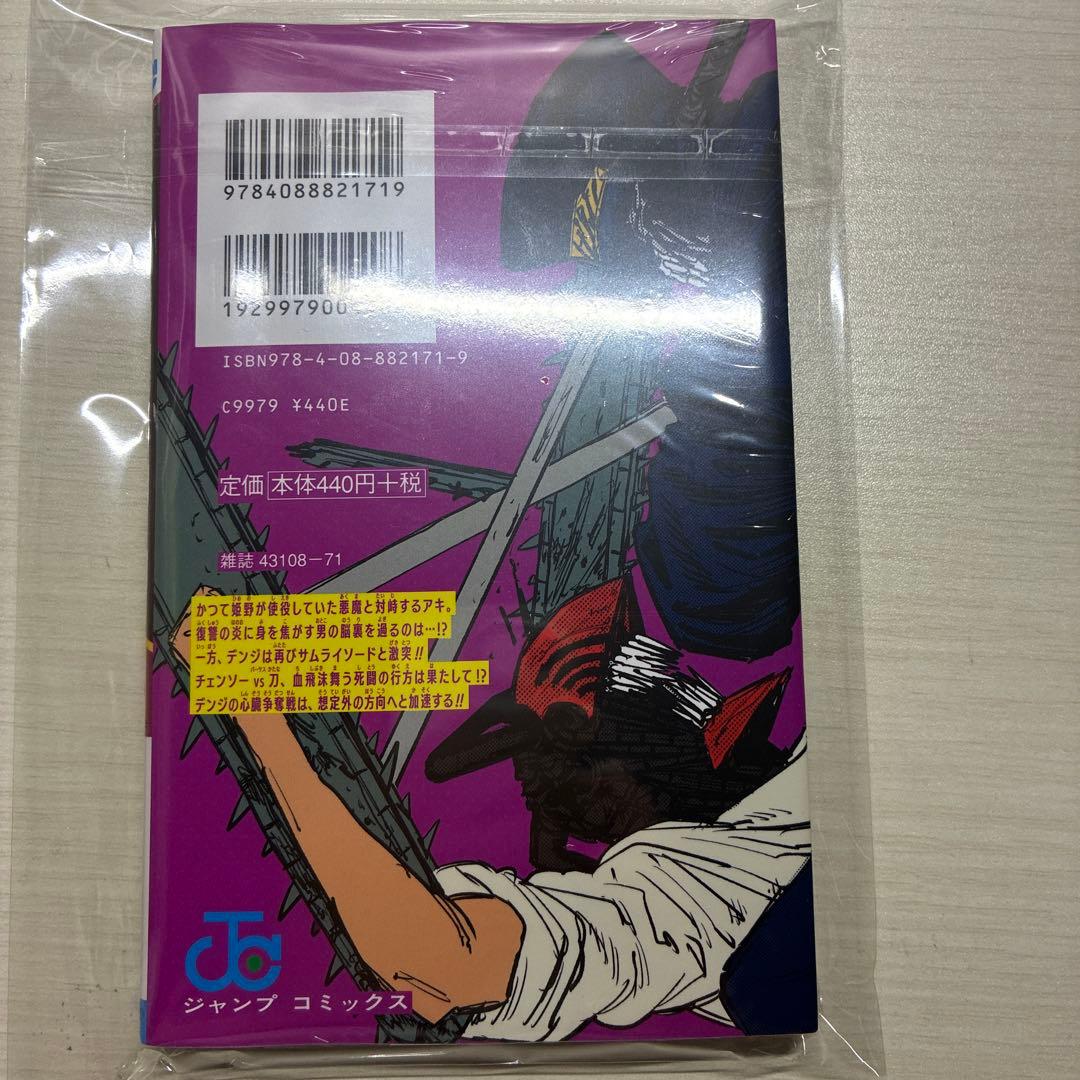 9784088821719
192997900
ISBN978-4-08-882171-9
C9979 ¥440E
定価 本体440円+税
雑誌 43108-71
かつて姫野が使役していた悪魔と対峙するアキ。
復讐の炎に身を焦がす男の脳裏を過るのは…!?
一方、デンジは再びサムライソードと激突!!
チェンソーvs刀、血飛沫舞う死闘の行方は果たして!?
デンジの心臓争奪戦は、想定外の方向へと加速する!!
JC
ジャンプ コミックス